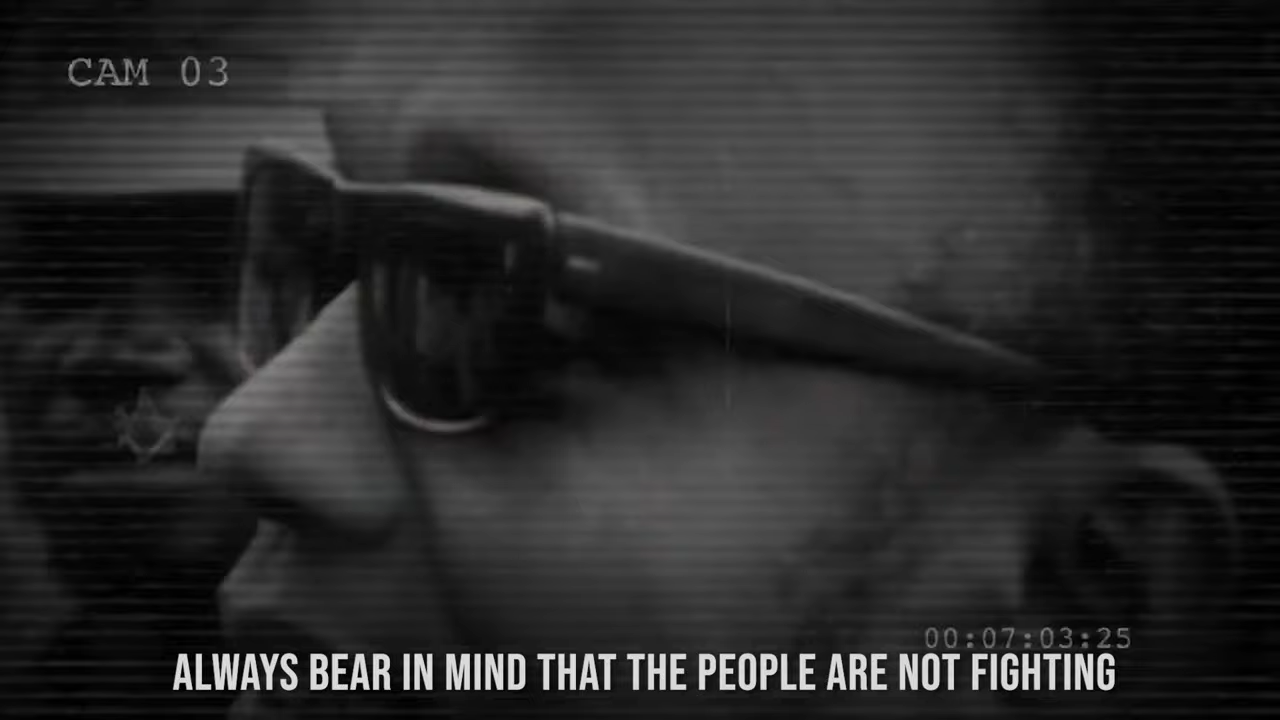 CAM 03
00:07:03:25
ALWAYS BEAR IN MIND THAT THE PEOPLE ARE NOT FIGHTING